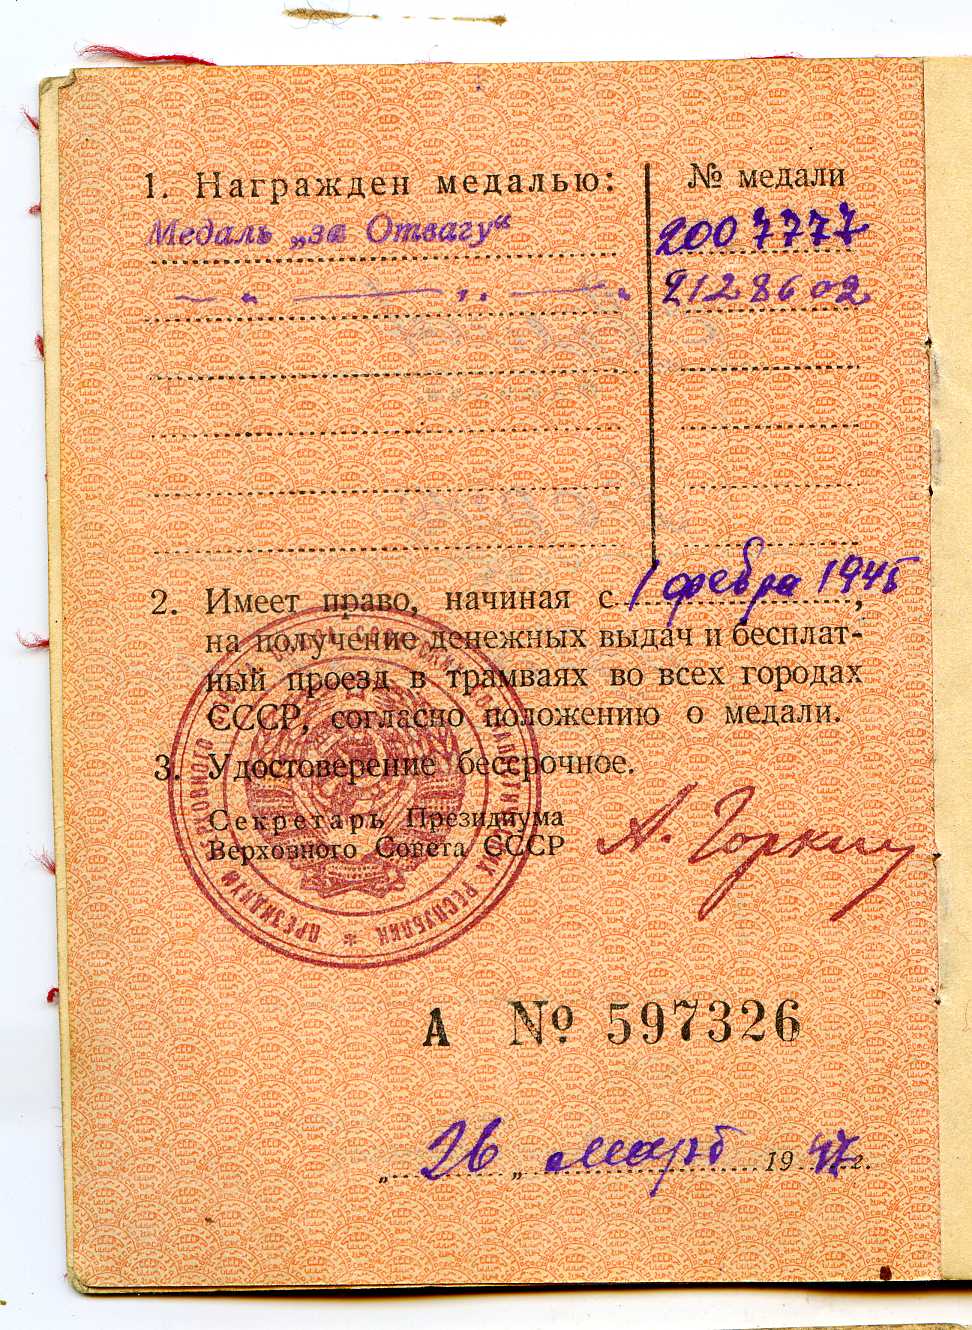 1. Награжден медалью: № медали
Медаль „за Отвагу“ 2007777
— „ — „ — „ 2128602
2. Имеет право, начиная с 1 февра 1945,
на получение денежных выдач и бесплат-
ный проезд в трамваях во всех городах
СССР, согласно положению о медали.
3. Удостоверение бессрочное.
Секретарь Президиума
Верховного Совета СССР
А. Горкин
А № 597326
„26„ март 1947г.